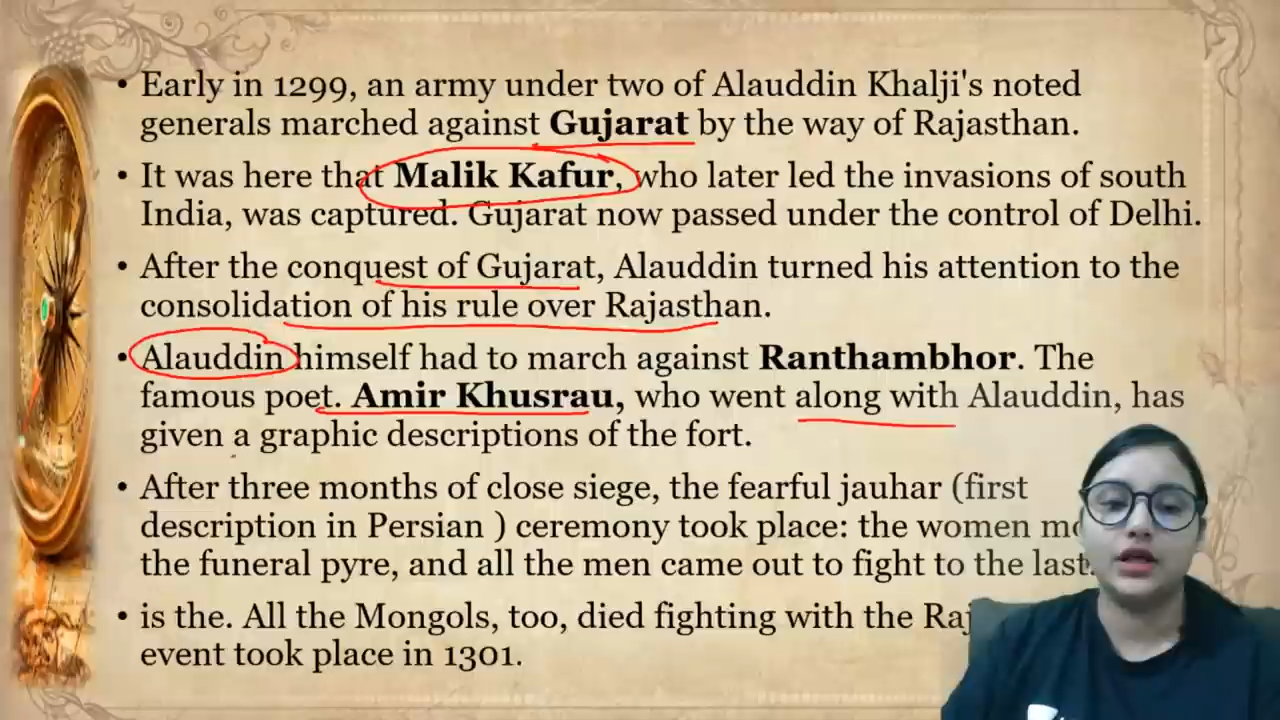 • Early in 1299, an army under two of Alauddin Khalji's noted
generals marched against Gujarat by the way of Rajasthan.
• It was here that Malik Kafur, who later led the invasions of south
India, was captured. Gujarat now passed under the control of Delhi.
• After the conquest of Gujarat, Alauddin turned his attention to the
consolidation of his rule over Rajasthan.
• Alauddin himself had to march against Ranthambhor. The
famous poet. Amir Khusrau, who went along with Alauddin, has
given a graphic descriptions of the fort.
• After three months of close siege, the fearful jauhar (first
description in Persian ) ceremony took place: the women
the funeral pyre, and all the men came out to fight to the last.
• is the. All the Mongols, too, died fighting with the
event took place in 1301.